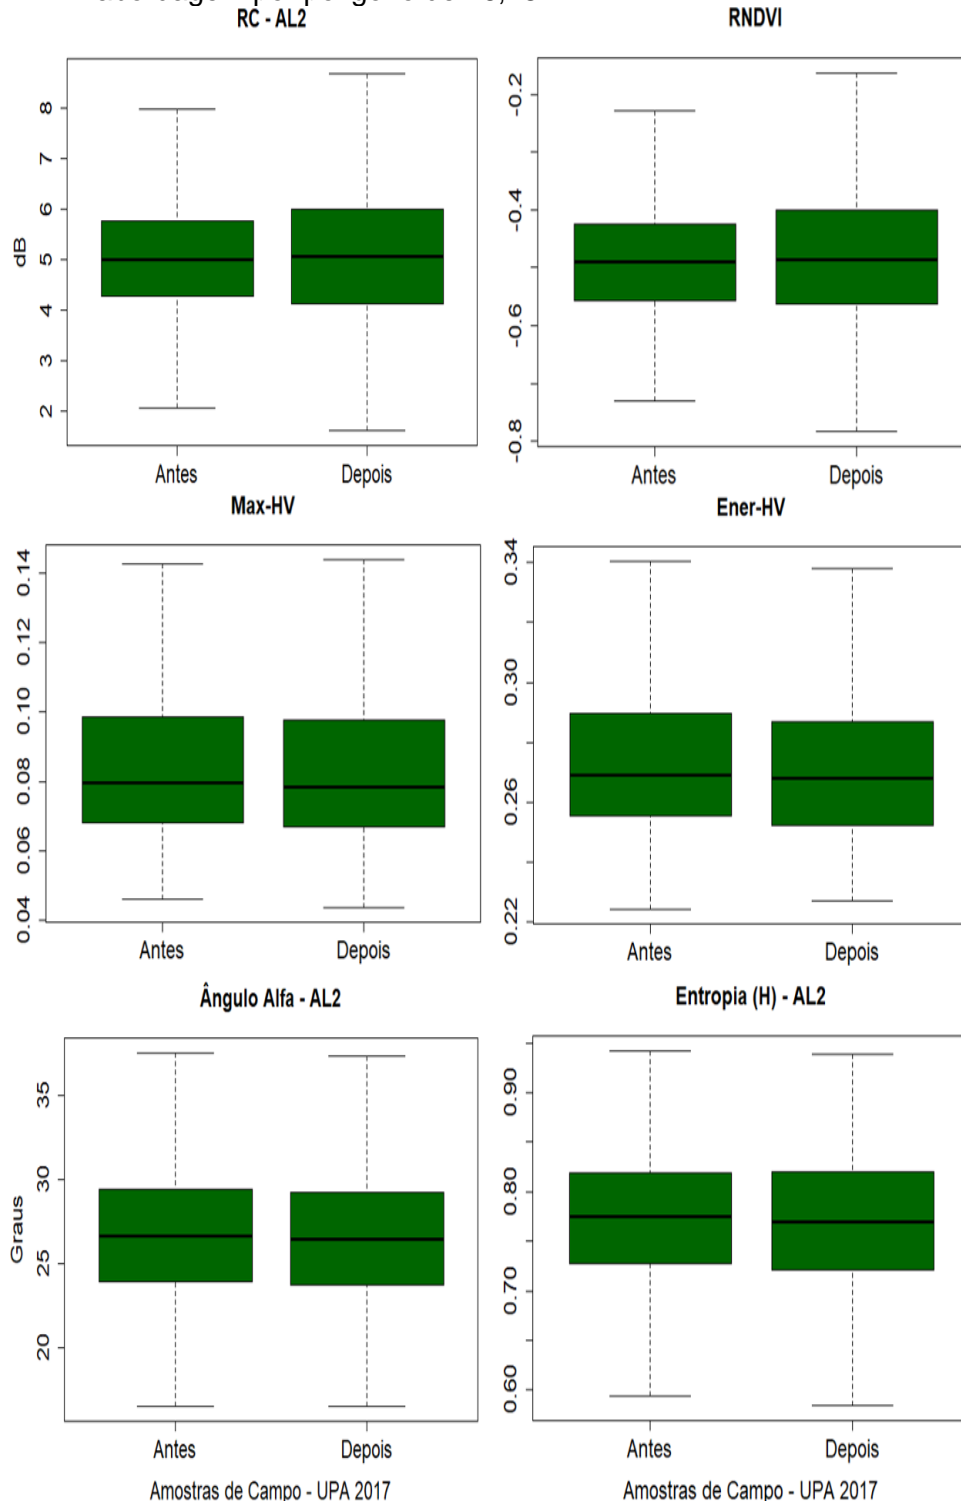 RC - AL2
RNDVI
8
7
6
5
4
3
2
dB
-0.2
-0.4
-0.6
-0.8
Antes
Depois
Antes
Depois
Max-HV
Ener-HV
0.14
0.12
0.10
0.08
0.06
0.04
0.34
0.30
0.26
0.22
Antes
Depois
Antes
Depois
Ângulo Alfa - AL2
Entropia (H) - AL2
35
30
25
20
Graus
0.90
0.80
0.70
0.60
Antes
Depois
Antes
Depois
Amostras de Campo - UPA 2017
Amostras de Campo - UPA 2017